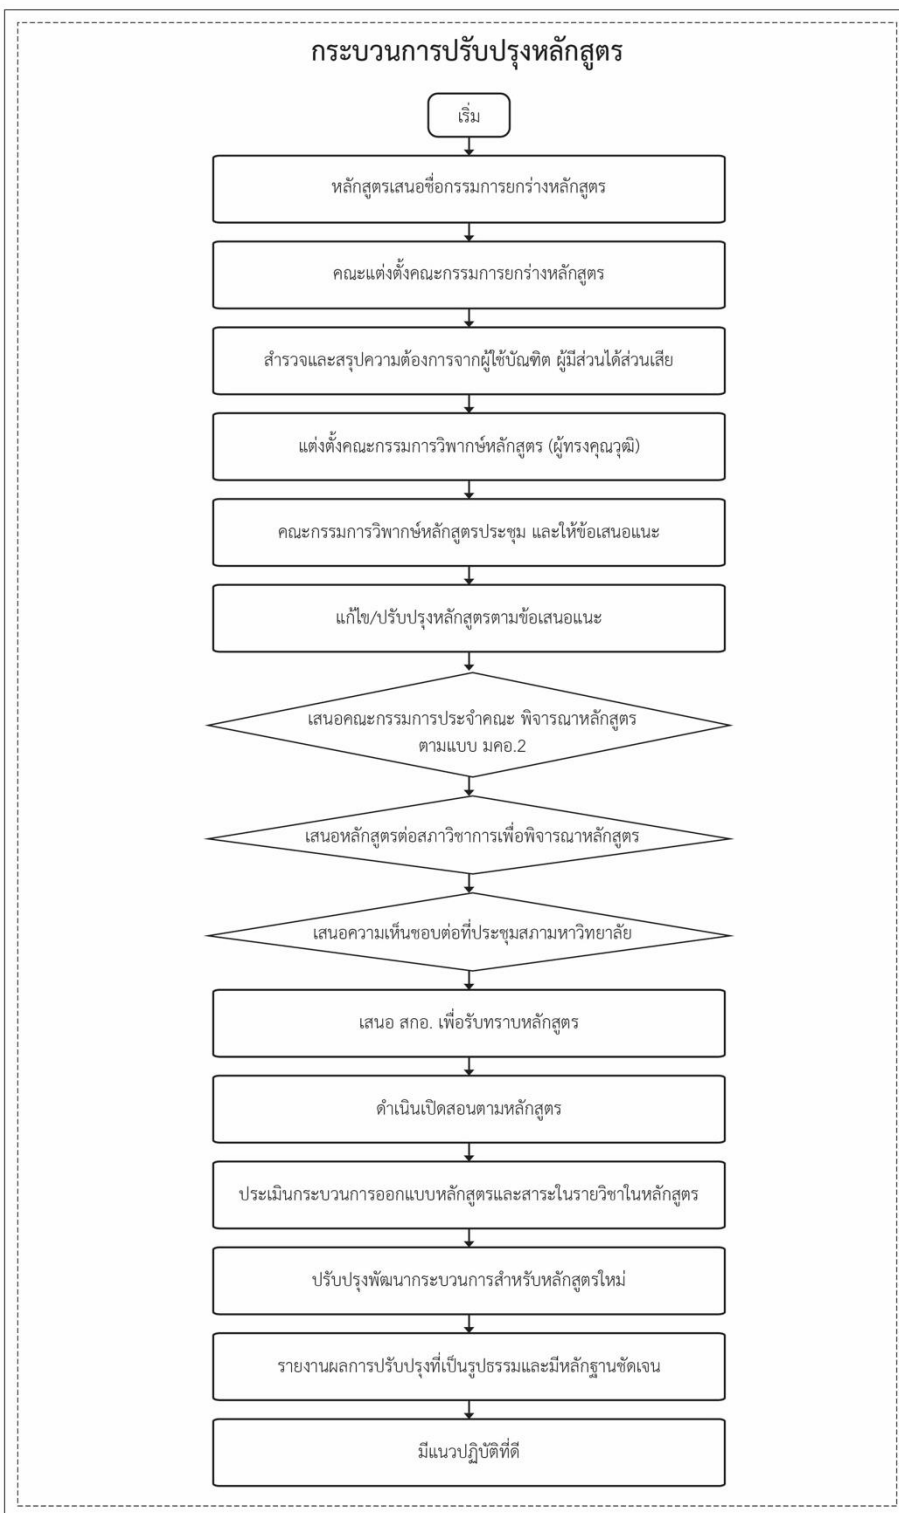 กระบวนการปรับปรุงหลักสูตร
เริ่ม
หลักสูตรเสนอชื่อกรรมการยกร่างหลักสูตร
คณะแต่งตั้งคณะกรรมการยกร่างหลักสูตร
สำรวจและสรุปความต้องการจากผู้ใช้บัณฑิต ผู้มีส่วนได้ส่วนเสีย
แต่งตั้งคณะกรรมการวิพากษ์หลักสูตร (ผู้ทรงคุณวุฒิ)
คณะกรรมการวิพากษ์หลักสูตรประชุม และให้ข้อเสนอแนะ
แก้ไข/ปรับปรุงหลักสูตรตามข้อเสนอแนะ
เสนอคณะกรรมการประจำคณะ พิจารณาหลักสูตร
ตามแบบ มคอ.2
เสนอหลักสูตรต่อสภาวิชาการเพื่อพิจารณาหลักสูตร
เสนอความเห็นชอบต่อที่ประชุมสภามหาวิทยาลัย
เสนอ สกอ. เพื่อรับทราบหลักสูตร
ดำเนินเปิดสอนตามหลักสูตร
ประเมินกระบวนการออกแบบหลักสูตรและสาระในรายวิชาในหลักสูตร
ปรับปรุงพัฒนากระบวนการสำหรับหลักสูตรใหม่
รายงานผลการปรับปรุงที่เป็นรูปธรรมและมีหลักฐานชัดเจน
มีแนวปฏิบัติที่ดี